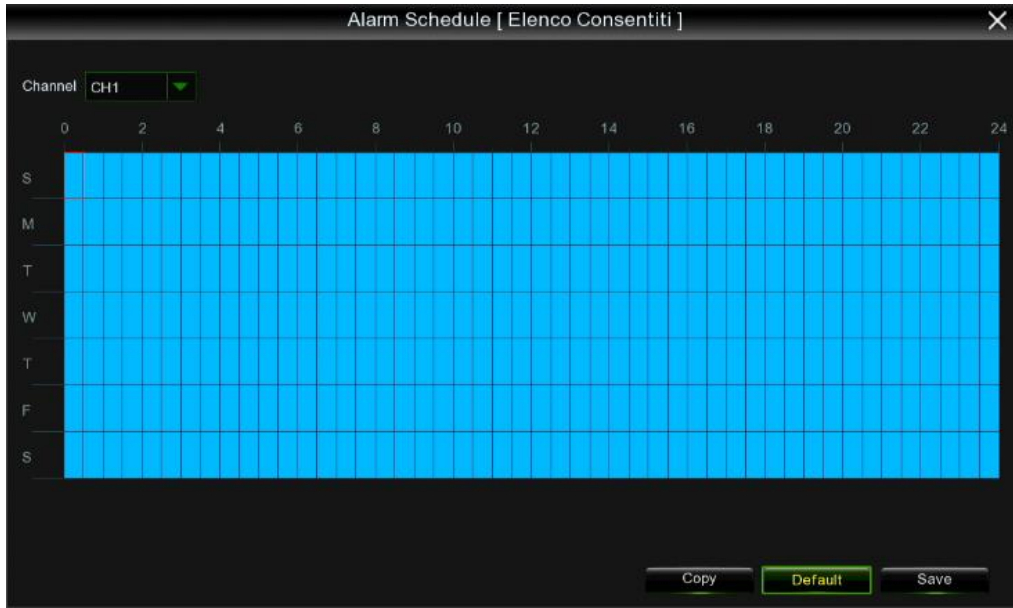 Alarm Schedule [ Elenco Consentiti ]
Channel CH1
0 2 4 6 8 10 12 14 16 18 20 22 24
S
M
T
W
T
F
S
Copy Default Save